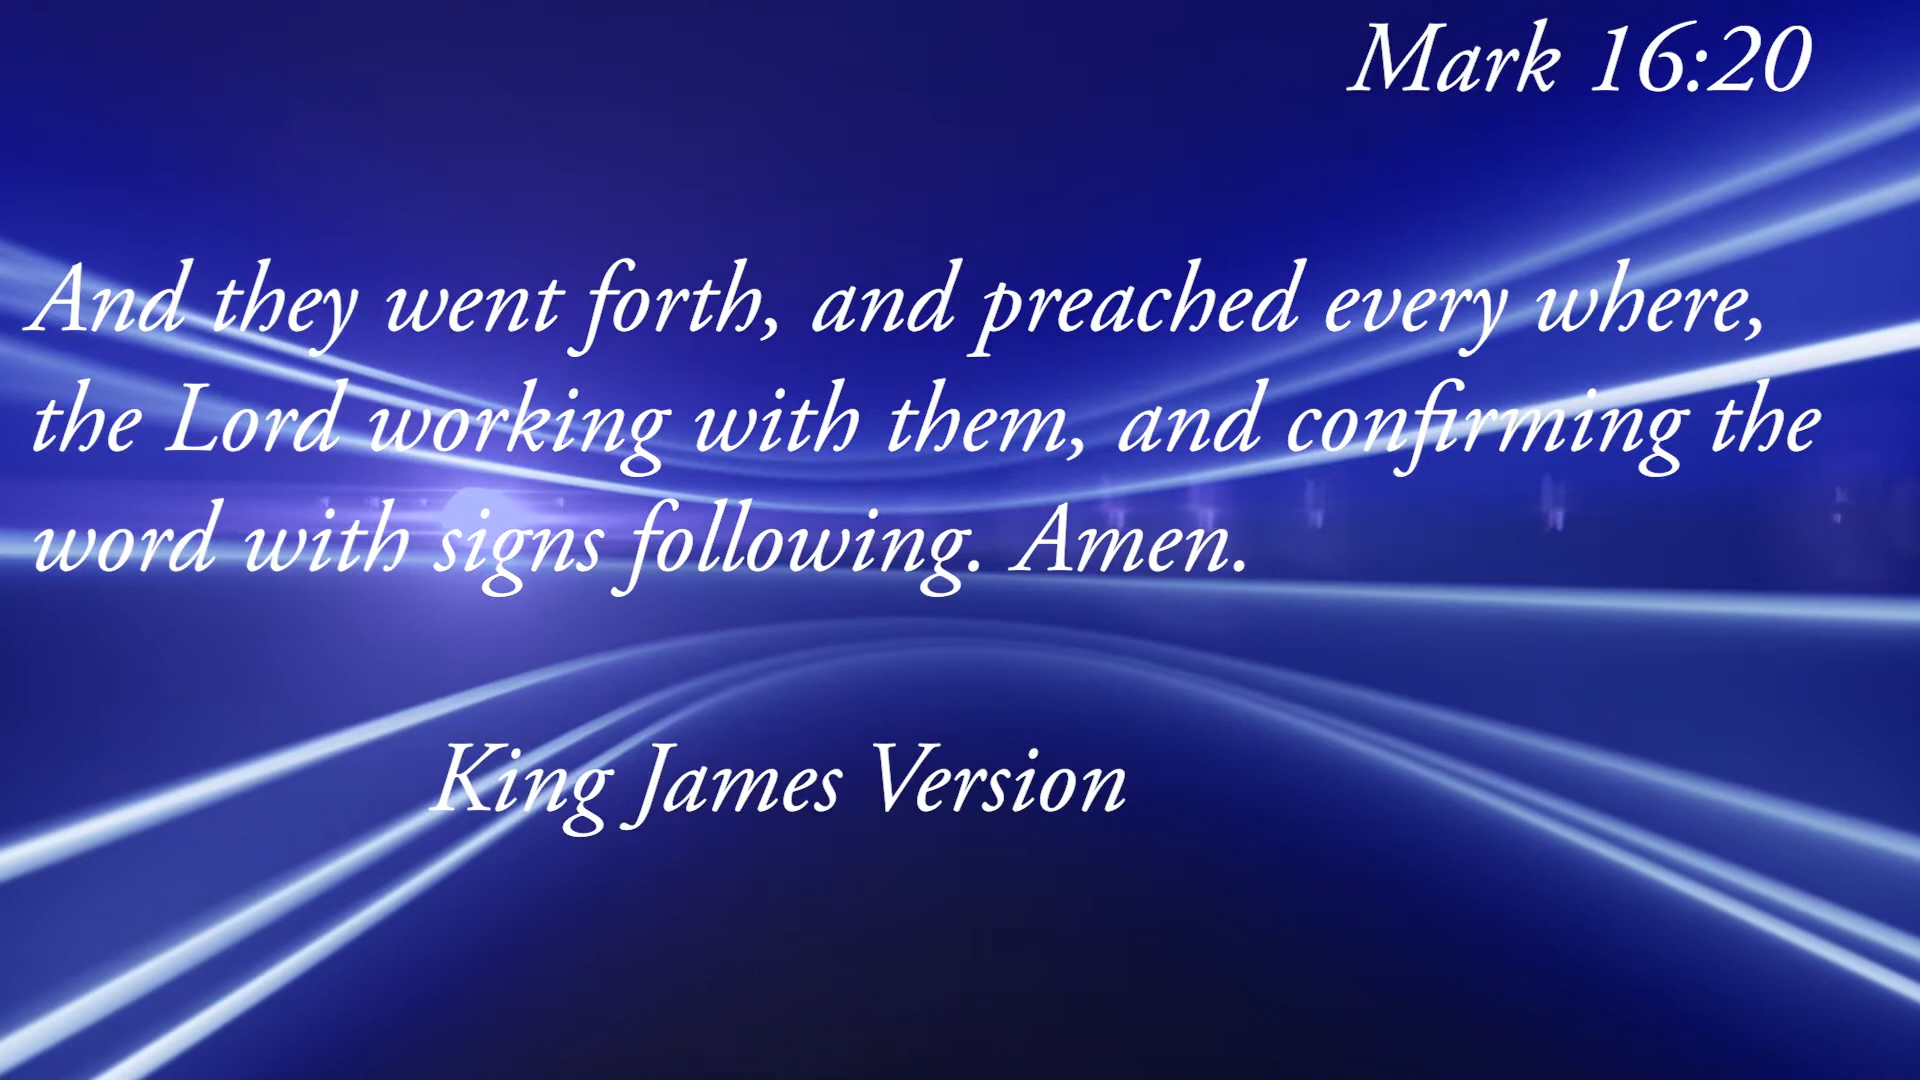 Mark 16:20
And they went forth, and preached every where,
the Lord working with them, and confirming the
word with signs following. Amen.
King James Version